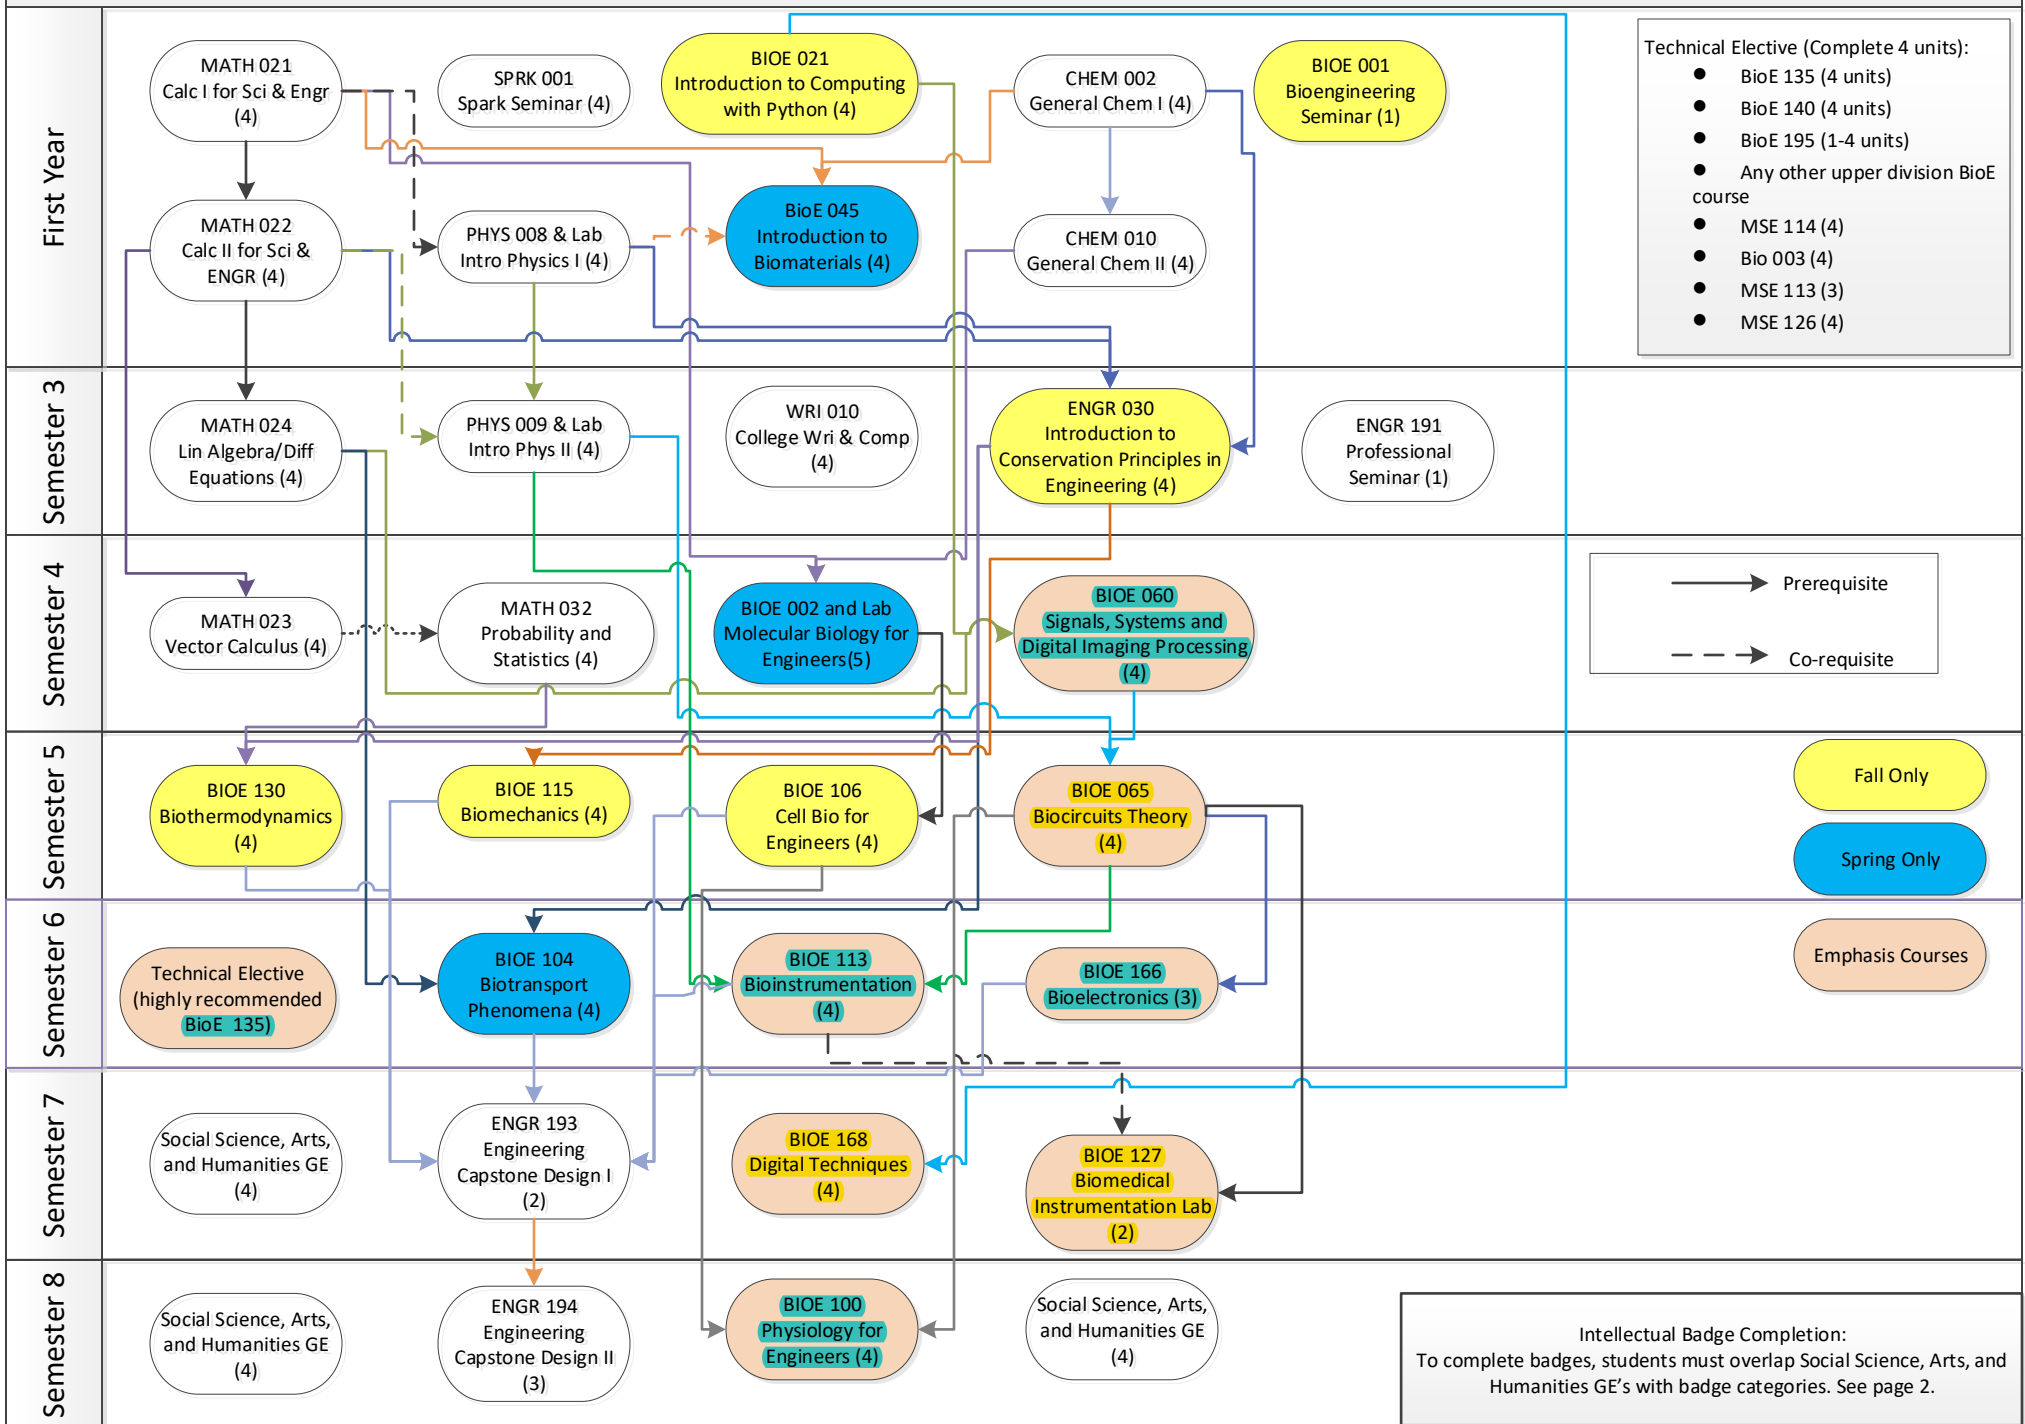 First Year
MATH 021
Calc I for Sci & Engr
(4)
SPRK 001
Spark Seminar (4)
BIOE 021
Introduction to Computing
with Python (4)
CHEM 002
General Chem I (4)
BIOE 001
Bioengineering
Seminar (1)
Technical Elective (Complete 4 units):
● BioE 135 (4 units)
● BioE 140 (4 units)
● BioE 195 (1-4 units)
● Any other upper division BioE
course
● MSE 114 (4)
● Bio 003 (4)
● MSE 113 (3)
● MSE 126 (4)
MATH 022
Calc II for Sci &
ENGR (4)
PHYS 008 & Lab
Intro Physics I (4)
BioE 045
Introduction to
Biomaterials (4)
CHEM 010
General Chem II (4)
Semester 3
MATH 024
Lin Algebra/Diff
Equations (4)
PHYS 009 & Lab
Intro Phys II (4)
WRI 010
College Wri & Comp
(4)
ENGR 030
Introduction to
Conservation Principles in
Engineering (4)
ENGR 191
Professional
Seminar (1)
Semester 4
MATH 023
Vector Calculus (4)
MATH 032
Probability and
Statistics (4)
BIOE 002 and Lab
Molecular Biology for
Engineers(5)
BIOE 060
Signals, Systems and
Digital Imaging Processing
(4)
Prerequisite
Co-requisite
Semester 5
BIOE 130
Biothermodynamics
(4)
BIOE 115
Biomechanics (4)
BIOE 106
Cell Bio for
Engineers (4)
BIOE 065
Biocircuits Theory
(4)
Fall Only
Spring Only
Semester 6
Technical Elective
(highly recommended
BioE 135)
BIOE 104
Biotransport
Phenomena (4)
BIOE 113
Bioinstrumentation
(4)
BIOE 166
Bioelectronics (3)
Emphasis Courses
Semester 7
Social Science, Arts,
and Humanities GE
(4)
ENGR 193
Engineering
Capstone Design I
(2)
BIOE 168
Digital Techniques
(4)
BIOE 127
Biomedical
Instrumentation Lab
(2)
Semester 8
Social Science, Arts,
and Humanities GE
(4)
ENGR 194
Engineering
Capstone Design II
(3)
BIOE 100
Physiology for
Engineers (4)
Social Science, Arts,
and Humanities GE
(4)
Intellectual Badge Completion:
To complete badges, students must overlap Social Science, Arts, and
Humanities GE's with badge categories. See page 2.